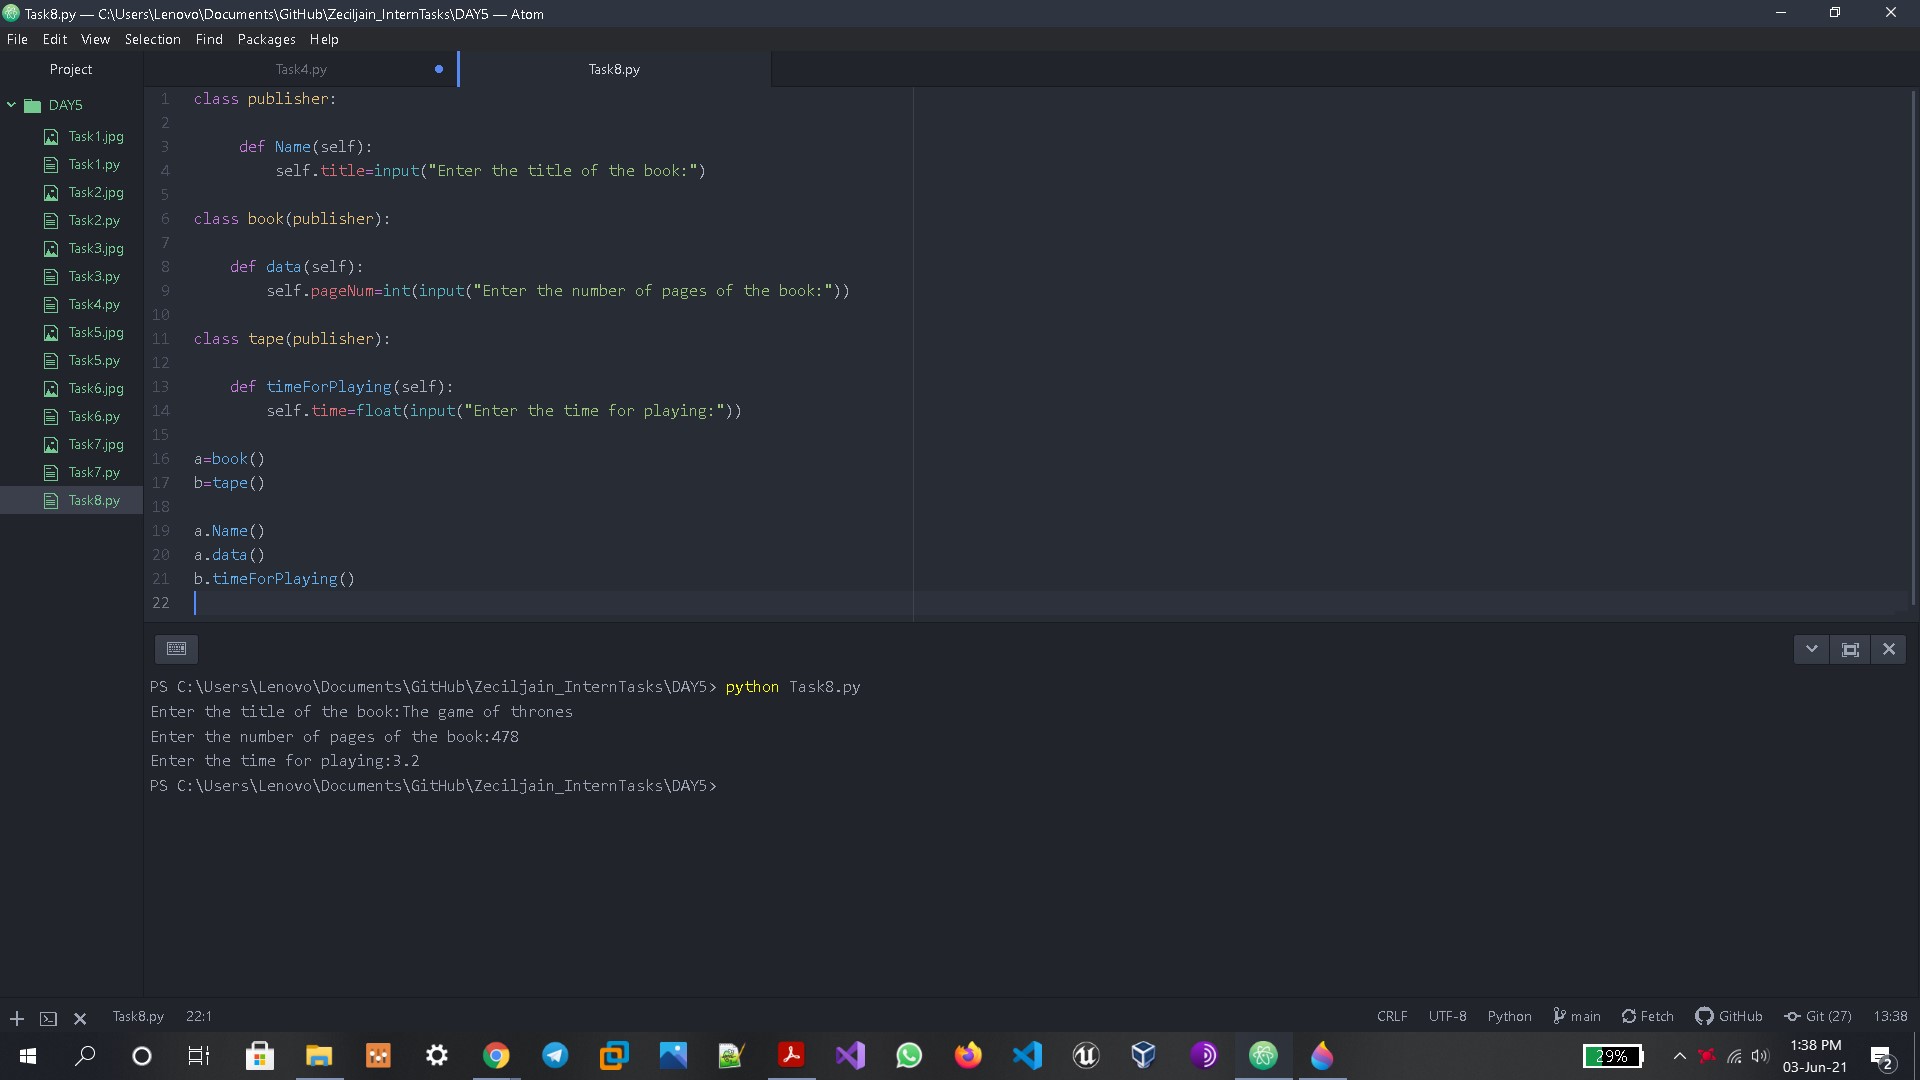 Task8.py — C:\Users\Lenovo\Documents\GitHub\Zeciljain_InternTasks\DAY5 — Atom
File Edit View Selection Find Packages Help
Project
Task4.py
Task8.py
DAY5
Task1.jpg
Task1.py
Task2.jpg
Task2.py
Task3.jpg
Task3.py
Task4.py
Task5.jpg
Task5.py
Task6.jpg
Task6.py
Task7.jpg
Task7.py
Task8.py
1 class publisher:
2
3 def Name(self):
4 self.title=input("Enter the title of the book:")
5
6 class book(publisher):
7
8 def data(self):
9 self.pageNum=int(input("Enter the number of pages of the book:"))
10
11 class tape(publisher):
12
13 def timeForPlaying(self):
14 self.time=float(input("Enter the time for playing:"))
15
16 a=book()
17 b=tape()
18
19 a.Name()
20 a.data()
21 b.timeForPlaying()
22
PS C:\Users\Lenovo\Documents\GitHub\Zeciljain_InternTasks\DAY5> python Task8.py
Enter the title of the book:The game of thrones
Enter the number of pages of the book:478
Enter the time for playing:3.2
PS C:\Users\Lenovo\Documents\GitHub\Zeciljain_InternTasks\DAY5>
Task8.py 22:1
CRLF UTF-8 Python main Fetch GitHub Git (27) 13:38
29%
1:38 PM
03-Jun-21
2